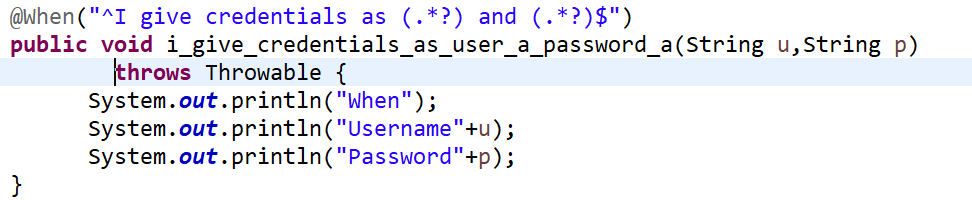 @When("^I give credentials as (.*?) and (.*?)$")
public void i_give_credentials_as_user_a_password_a(String u,String p)
throws Throwable {
System.out.println("When");
System.out.println("Username"+u);
System.out.println("Password"+p);
}